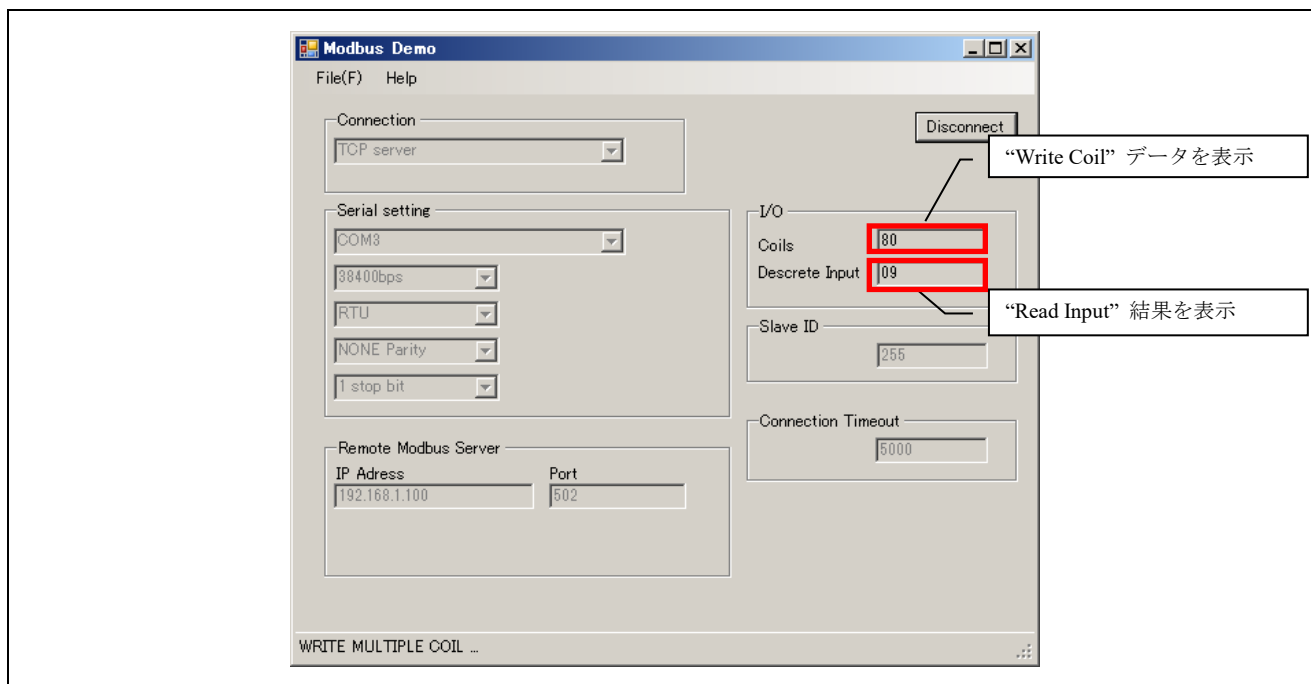 Modbus Demo
File(F) Help
Connection
TCP server
Disconnect
“Write Coil” データを表示
Serial setting
COM3
38400bps
RTU
NONE Parity
1 stop bit
I/O
Coils 80
Descrete Input 09
“Read Input” 結果を表示
Slave ID
255
Connection Timeout
5000
Remote Modbus Server
IP Adress Port
192.168.1.100 502
WRITE MULTIPLE COIL ...